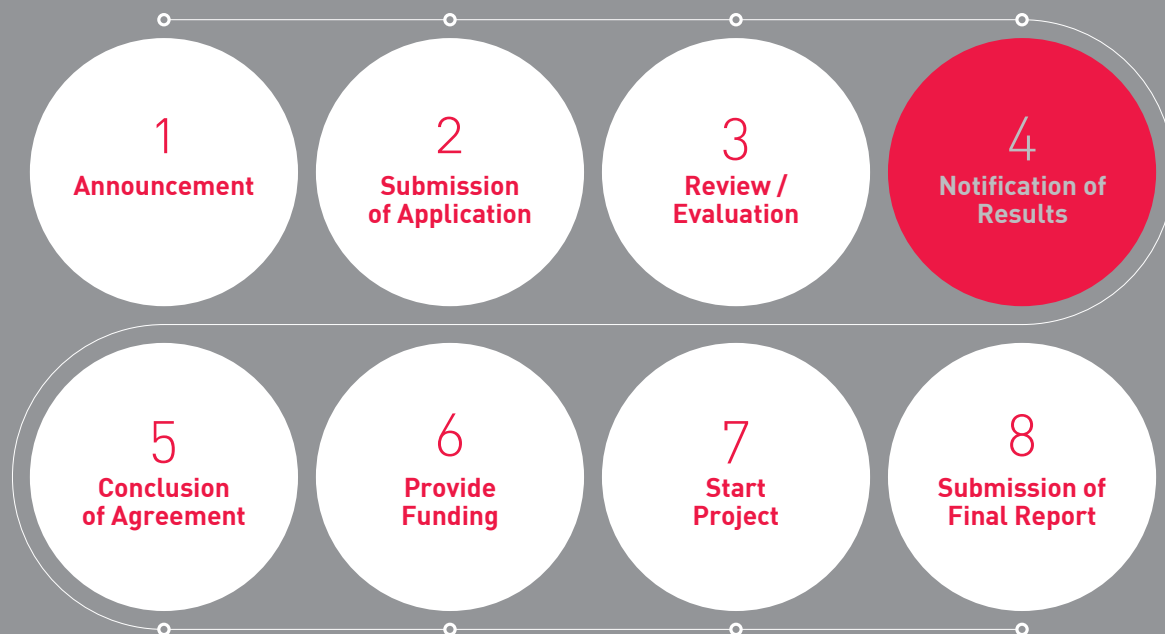 1
Announcement
2
Submission
of Application
3
Review /
Evaluation
4
Notification of
Results
5
Conclusion
of Agreement
6
Provide
Funding
7
Start
Project
8
Submission of
Final Report